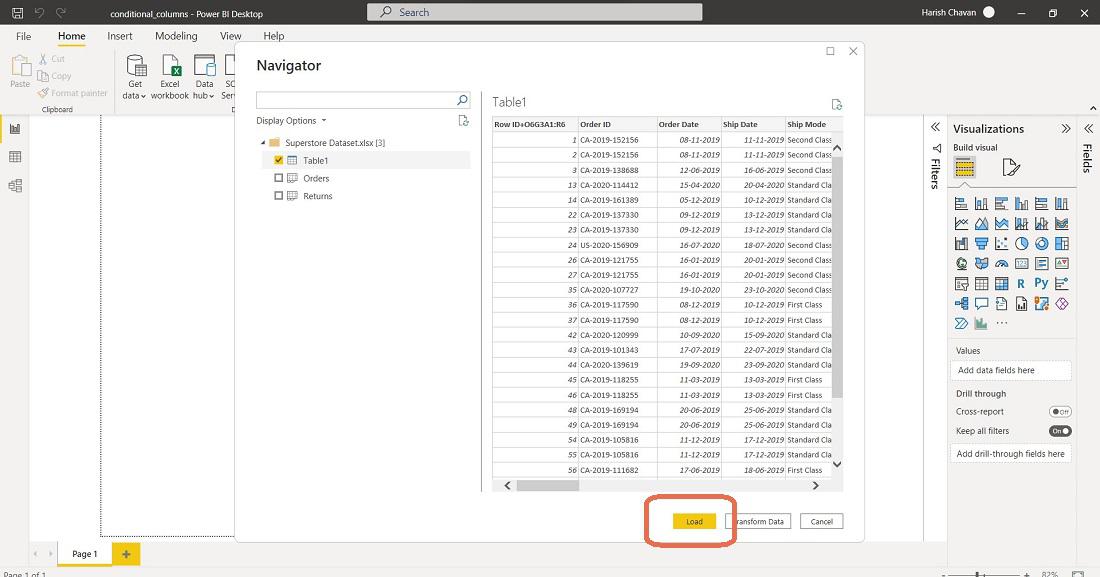 conditional_columns - Power BI Desktop
Search
Harish Chavan
File Home Insert Modeling View Help
Paste
Cut
Copy
Format painter
Clipboard
Get data
Excel workbook
Data hub
Navigator
Display Options
Superstore Dataset.xlsx [3]
Table1
Orders
Returns
Table1
Row ID+O6G3A1:R6 Order ID Order Date Ship Date Ship Mode
1 CA-2019-152156 08-11-2019 11-11-2019 Second Class
2 CA-2019-152156 08-11-2019 11-11-2019 Second Class
3 CA-2019-138688 12-06-2019 16-06-2019 Second Class
13 CA-2020-114412 15-04-2020 20-04-2020 Standard Cla
14 CA-2019-161389 05-12-2019 10-12-2019 Standard Cla
22 CA-2019-137330 09-12-2019 13-12-2019 Standard Cla
23 CA-2019-137330 09-12-2019 13-12-2019 Standard Cla
24 US-2020-156909 16-07-2020 18-07-2020 Second Class
26 CA-2019-121755 16-01-2019 20-01-2019 Second Class
27 CA-2019-121755 16-01-2019 20-01-2019 Second Class
35 CA-2020-107727 19-10-2020 23-10-2020 Second Class
36 CA-2019-117590 08-12-2019 10-12-2019 First Class
37 CA-2019-117590 08-12-2019 10-12-2019 First Class
42 CA-2020-120999 10-09-2020 15-09-2020 Standard Cla
43 CA-2019-101343 17-07-2019 22-07-2019 Standard Cla
44 CA-2020-139619 19-09-2020 23-09-2020 Standard Cla
45 CA-2019-118255 11-03-2019 13-03-2019 First Class
46 CA-2019-118255 11-03-2019 13-03-2019 First Class
48 CA-2019-169194 20-06-2019 25-06-2019 Standard Cla
49 CA-2019-169194 20-06-2019 25-06-2019 Standard Cla
54 CA-2019-105816 11-12-2019 17-12-2019 Standard Cla
55 CA-2019-105816 11-12-2019 17-12-2019 Standard Cla
56 CA-2019-111682 17-06-2019 18-06-2019 First Class
Load
ransform Data
Cancel
Filters
Visualizations
Build visual
R Py
Values
Add data fields here
Drill through
Cross-report Off
Keep all filters On
Add drill-through fields here
Fields
Page 1
Page 1 of 1
82%